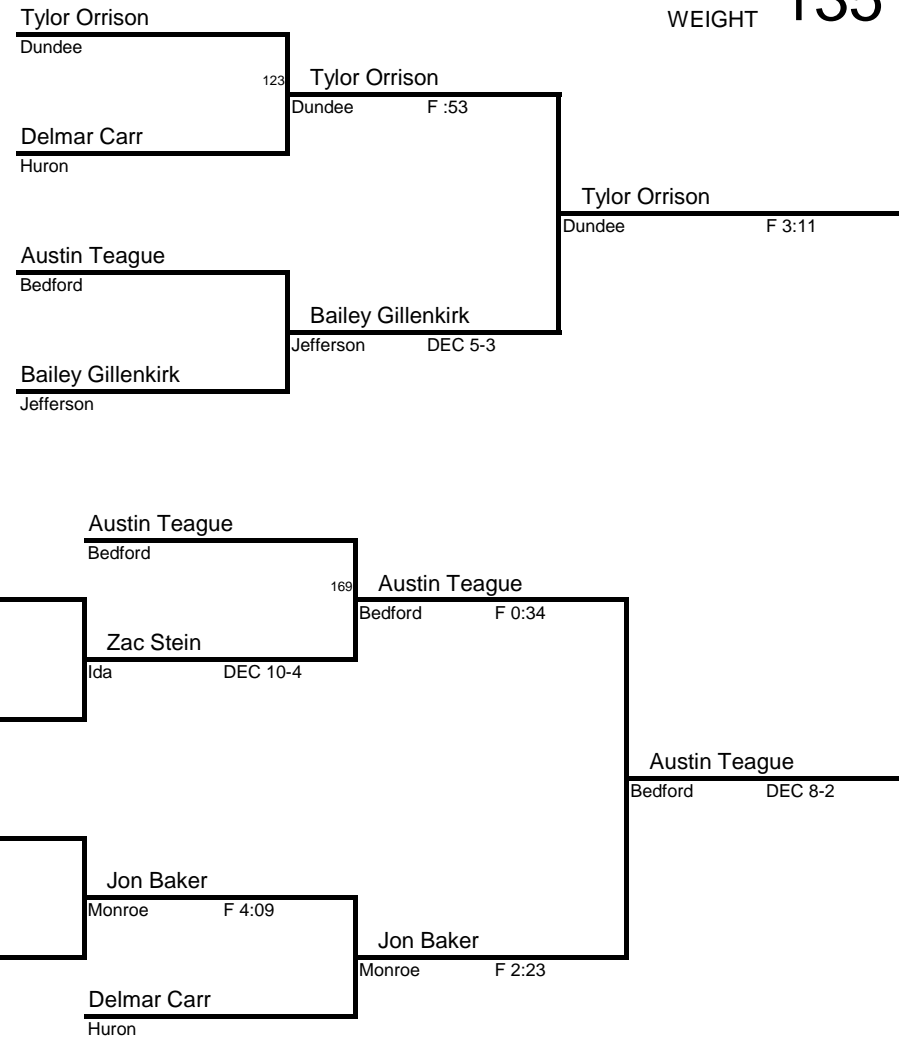 WEIGHT 135
Tylor Orrison
Dundee
123 Tylor Orrison
Dundee F :53
Delmar Carr
Huron
Tylor Orrison
Dundee F 3:11
Austin Teague
Bedford
Bailey Gillenkirk
Jefferson DEC 5-3
Bailey Gillenkirk
Jefferson
Austin Teague
Bedford
169 Austin Teague
Bedford F 0:34
Zac Stein
Ida DEC 10-4
Austin Teague
Bedford DEC 8-2
Jon Baker
Monroe F 4:09
Jon Baker
Monroe F 2:23
Delmar Carr
Huron